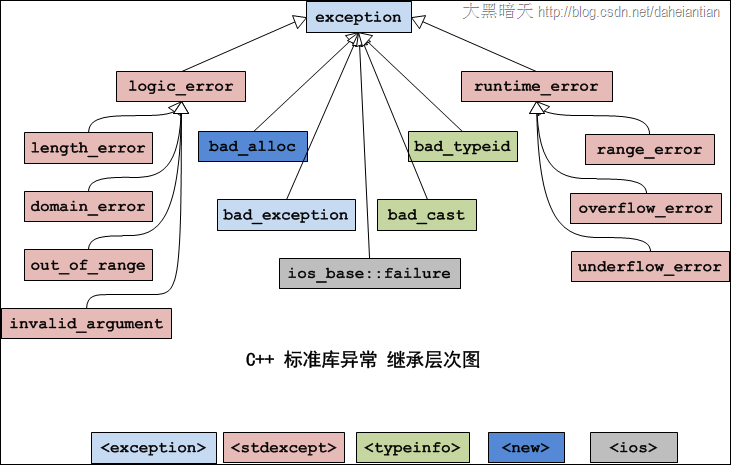 大黑暗天 http://blog.csdn.net/daheiantian
exception
logic_error
runtime_error
length_error
bad_alloc
bad_typeid
range_error
domain_error
bad_exception
bad_cast
overflow_error
out_of_range
ios_base::failure
underflow_error
invalid_argument
C++ 标准库异常 继承层次图
<exception> <stdexcept> <typeinfo> <new> <ios>